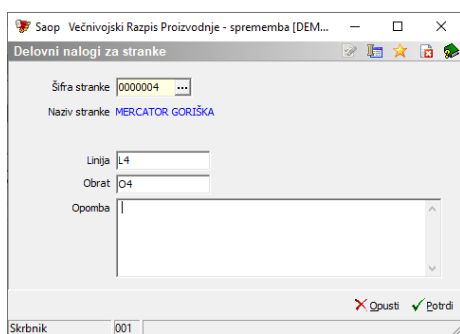 Saop Večnivojski Razpis Proizvodnje - sprememba [DEM...
Delovni nalogi za stranke
Šifra stranke 0000004 ...
Naziv stranke MERCATOR GORIŠKA
Linija L4
Obrat O4
Opomba
Opusti Potrdi
Skrbnik 001